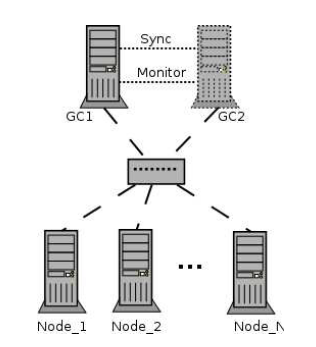 Sync
Monitor
GC1
GC2
Node_1
Node_2
Node_N